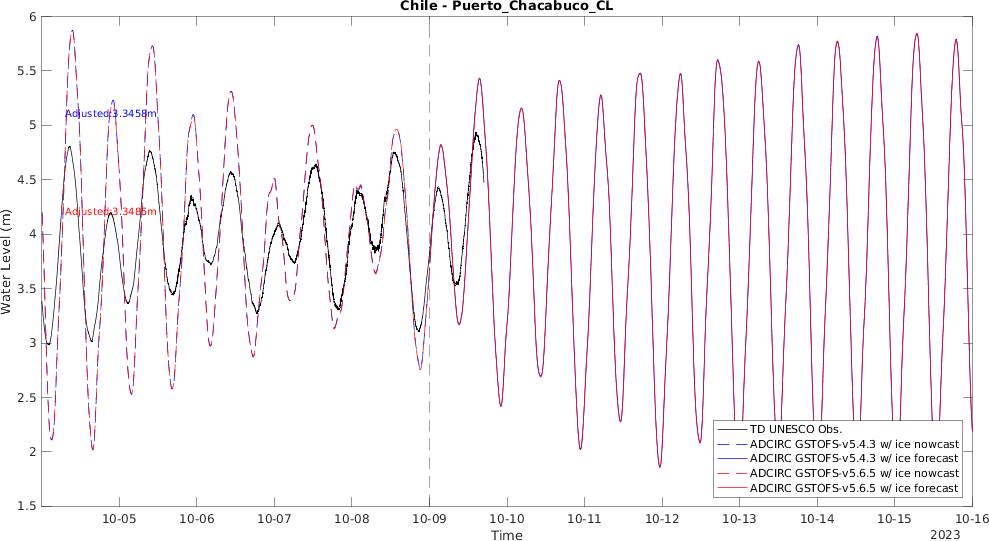 Chile - Puerto_Chacabuco_CL
6
5.5
5
4.5
4
3.5
3
2.5
2
1.5
Water Level (m)
Adjusted:3.3458m
Adjusted:3.3485m
TD UNESCO Obs.
ADCIRC GSTOFS-v5.4.3 w/ ice nowcast
ADCIRC GSTOFS-v5.4.3 w/ ice forecast
ADCIRC GSTOFS-v5.6.5 w/ ice nowcast
ADCIRC GSTOFS-v5.6.5 w/ ice forecast
10-05 10-06 10-07 10-08 10-09 10-10 10-11 10-12 10-13 10-14 10-15 10-16
Time
2023